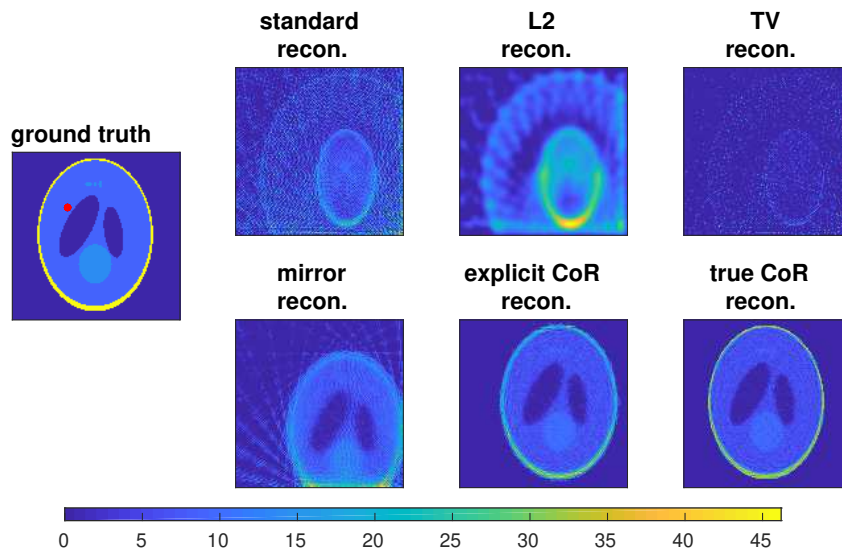 standard
recon.
L2
recon.
TV
recon.
ground truth
mirror
recon.
explicit CoR
recon.
true CoR
recon.
0 5 10 15 20 25 30 35 40 45